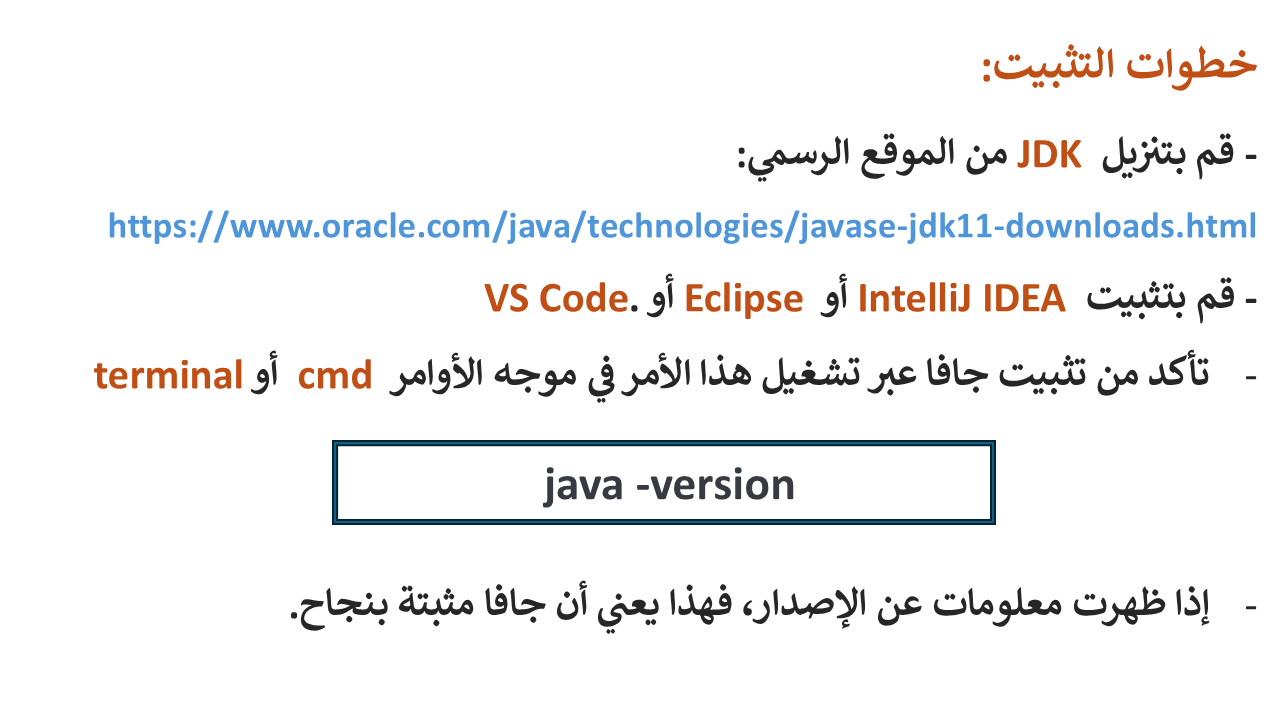 خطوات التثبيت:
- قم بتنزيل JDK من الموقع الرسمي:
https://www.oracle.com/java/technologies/javase-jdk11-downloads.html
- قم بتثبيت IntelliJ IDEA أو Eclipse أو VS Code.
- تأكد من تثبيت جافا عبر تشغيل هذا الأمر في موجه الأوامر cmd أو terminal
java -version
- إذا ظهرت معلومات عن الإصدار، فهذا يعني أن جافا مثبتة بنجاح.